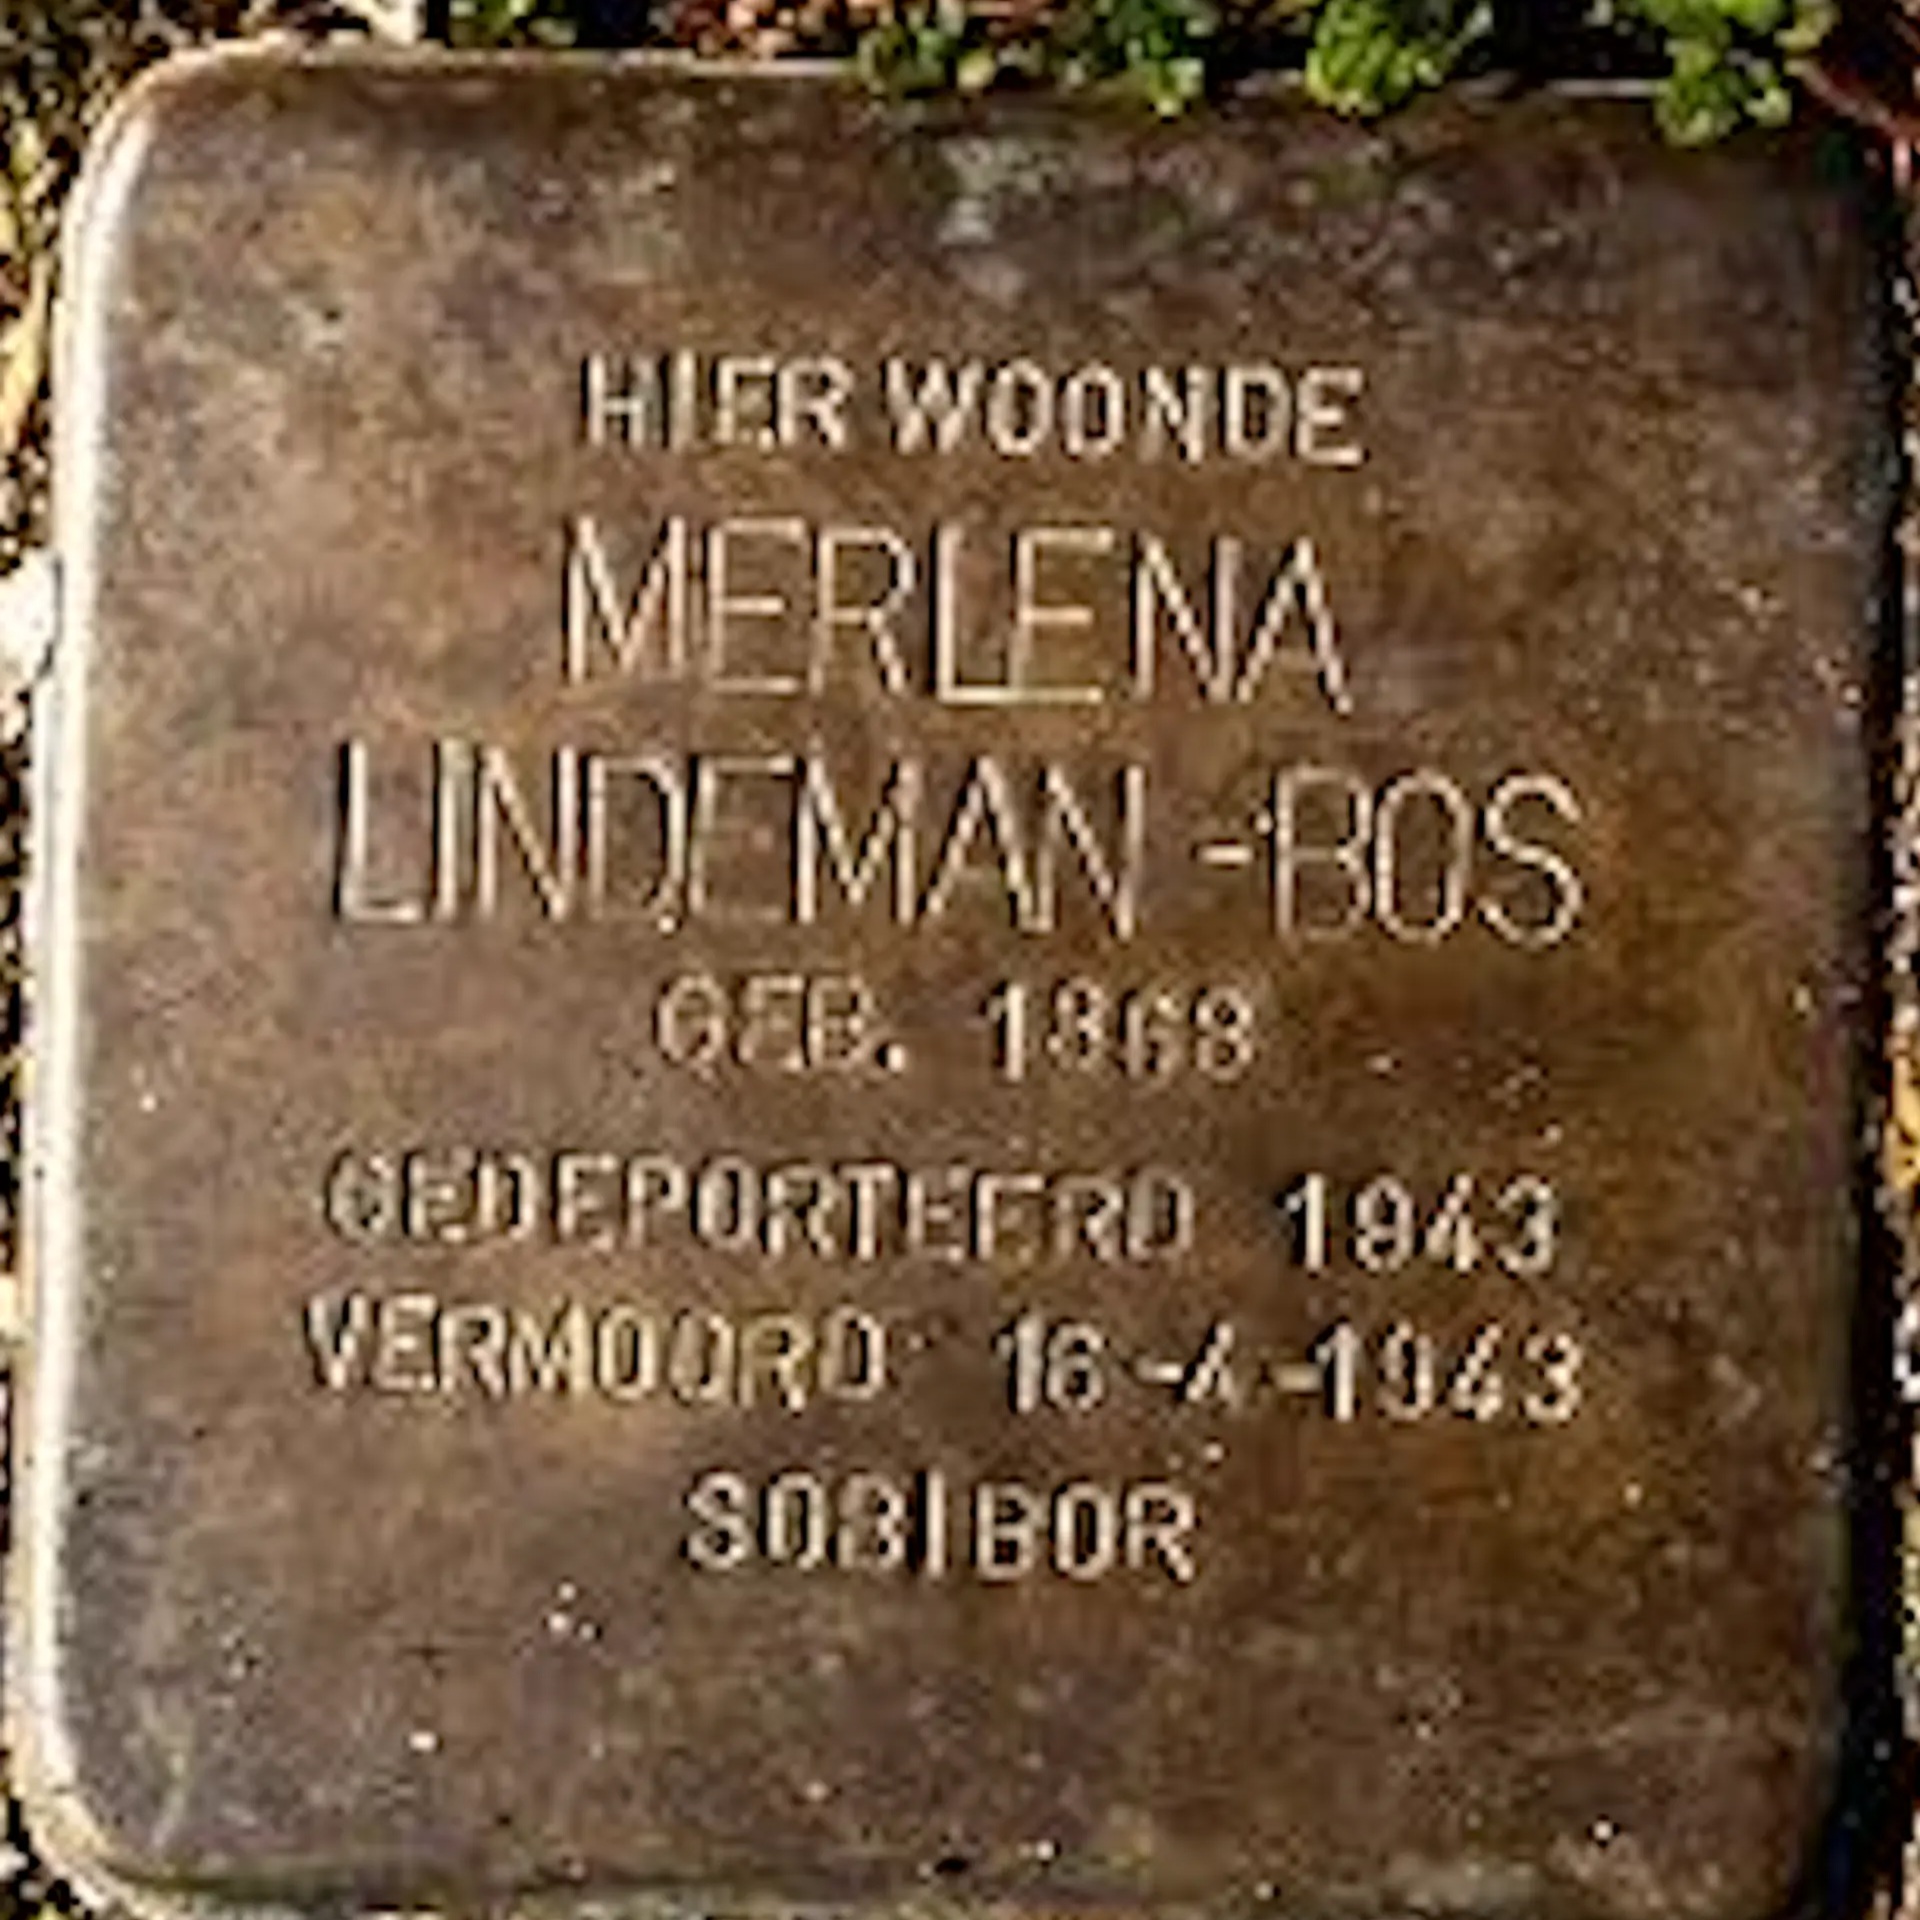 HIER WOONDE
MERLENA
LINDEMAN-BOS
GEB. 1868
GEDEPORTEERD 1943
VERMOORD 16-4-1943
SOBIBOR